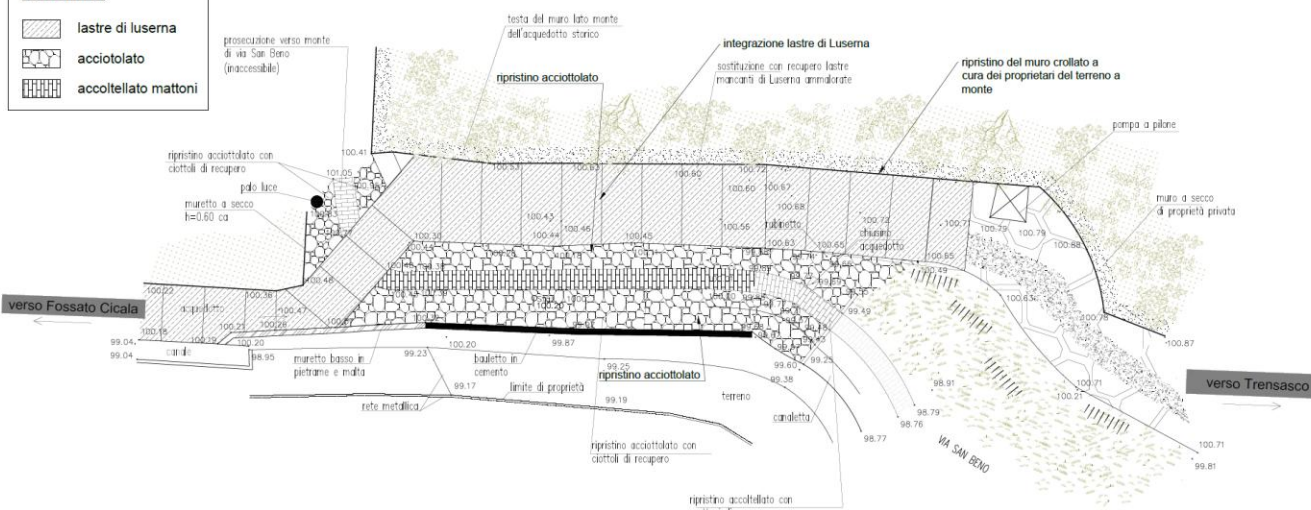 lastre di luserna
acciotolato
accoltellato mattoni
prosecuzione verso monte
di via San Beno
(inaccessibile)
testa del muro lato monte
dell'acquedotto storico
integrazione lastre di Luserna
ripristino acciottolato
sostituzione con recupero lastre
mancanti di Luserna ammalorate
ripristino del muro crollato a
cura dei proprietari del terreno a
monte
pompa a pilone
muro a secco
di proprietà privata
ripristino acciottolato con
ciottoli di recupero
palo luce
muretto a secco
h=0.60 ca
100.41
101.05
100.53
100.63
100.60
100.72
100.60
100.67
100.68
100.43
100.46
100.44
100.45
100.56
rubinetto
100.63
100.72
chiusino
acquedotto
100.65
100.71
100.65
100.49
100.79
100.79
100.88
100.63
100.78
100.87
100.30
100.44
100.48
100.36
100.47
100.22
verso Fossato Cicala
100.18
100.21
100.26
100.20
99.04
99.04
canale
98.95
muretto basso in
pietrame e malta
99.23
100.20
bauletto in
cemento
99.87
99.25
ripristino acciottolato
99.17
limite di proprietà
rete metallica
99.19
terreno
99.60
99.38
99.25
99.49
canaletta
98.91
98.79
98.76
98.77
VIA SAN BENO
100.71
100.21
verso Trensasco
100.71
99.81
ripristino acciottolato con
ciottoli di recupero
ripristino accoltellato con